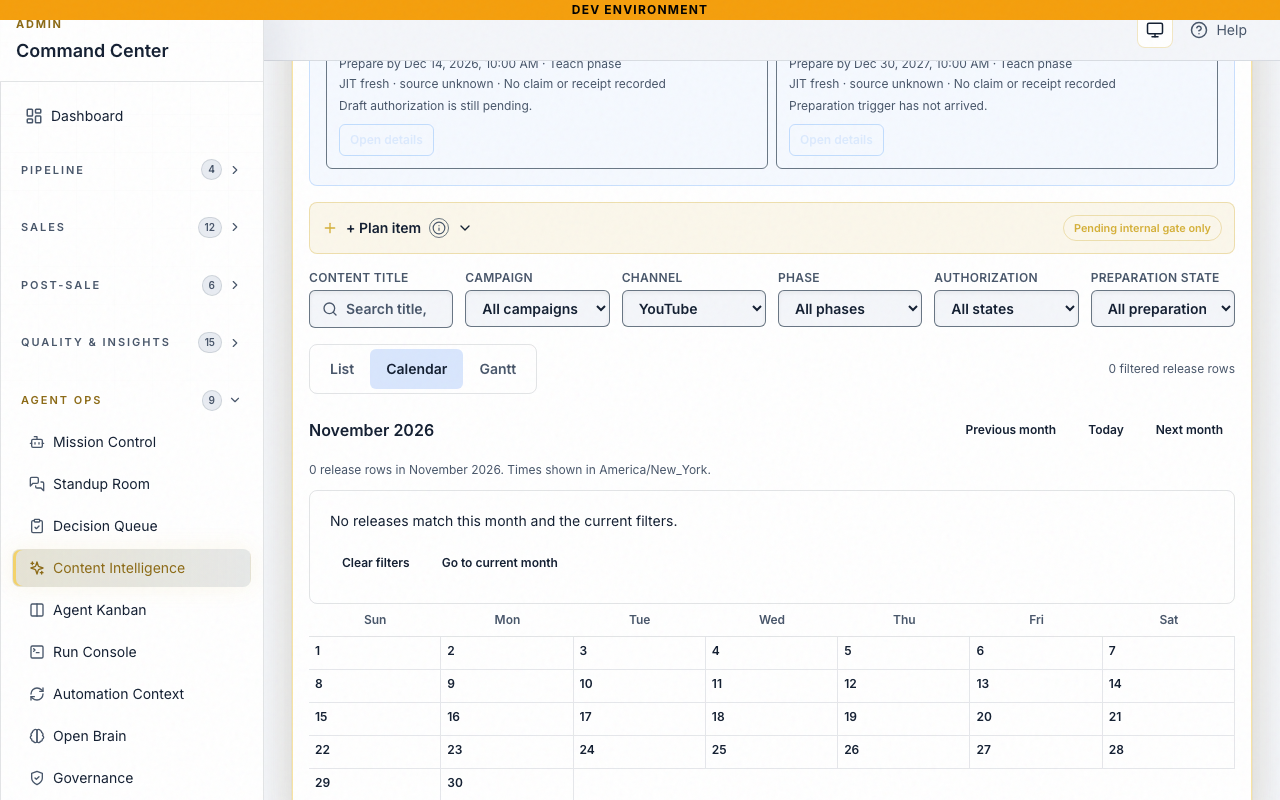 DEV ENVIRONMENT
ADMIN
Command Center
Help
Dashboard
PIPELINE 4
SALES 12
POST-SALE 6
QUALITY & INSIGHTS 15
AGENT OPS 9
Mission Control
Standup Room
Decision Queue
Content Intelligence
Agent Kanban
Run Console
Automation Context
Open Brain
Governance
Prepare by Dec 14, 2026, 10:00 AM · Teach phase
JIT fresh · source unknown · No claim or receipt recorded
Draft authorization is still pending.
Open details
Prepare by Dec 30, 2027, 10:00 AM · Teach phase
JIT fresh · source unknown · No claim or receipt recorded
Preparation trigger has not arrived.
Open details
+ Plan item
Pending internal gate only
CONTENT TITLE CAMPAIGN CHANNEL PHASE AUTHORIZATION PREPARATION STATE
Search title, All campaigns YouTube All phases All states All preparation
List Calendar Gantt
0 filtered release rows
November 2026
Previous month Today Next month
0 release rows in November 2026. Times shown in America/New_York.
No releases match this month and the current filters.
Clear filters Go to current month
Sun Mon Tue Wed Thu Fri Sat
1 2 3 4 5 6 7
8 9 10 11 12 13 14
15 16 17 18 19 20 21
22 23 24 25 26 27 28
29 30